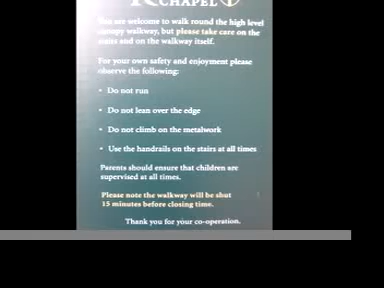 CHAPEL
are welcome to walk round the high level
canopy walkway, but please take care on the
stairs and on the walkway itself.
For your own safety and enjoyment please
observe the following:
• Do not run
• Do not lean over the edge
• Do not climb on the metalwork
• Use the handrails on the stairs at all times
Parents should ensure that children are
supervised at all times.
Please note the walkway will be shut
15 minutes before closing time.
Thank you for your co-operation.